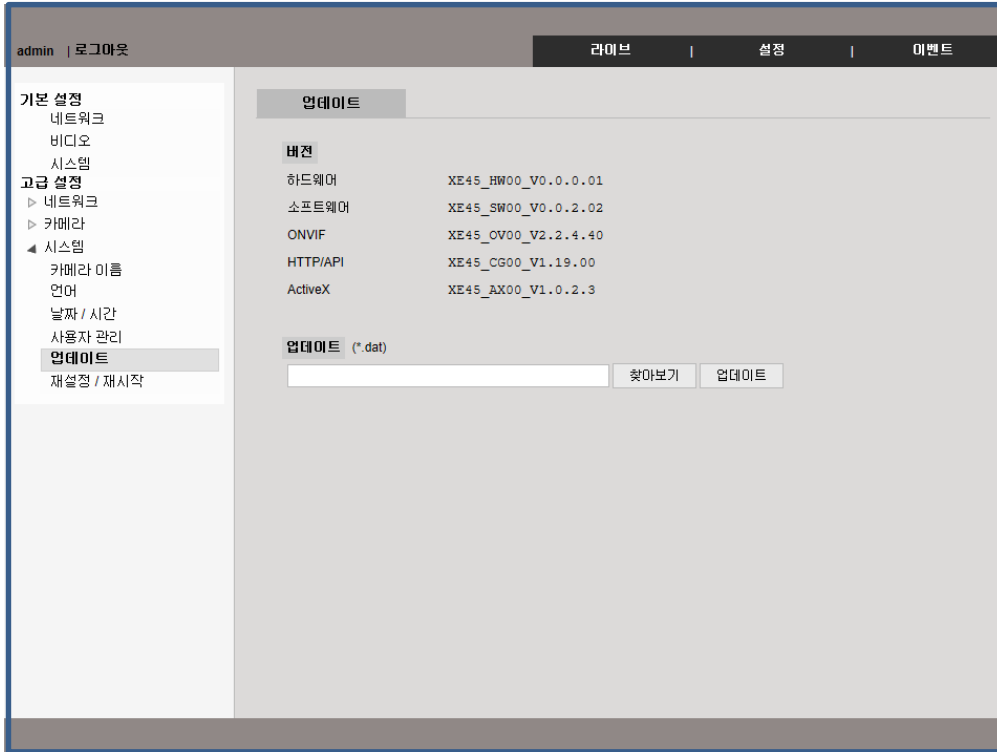 admin | 로그아웃
라이브 | 설정 | 이벤트
기본 설정
네트워크
비디오
시스템
고급 설정
▷ 네트워크
▷ 카메라
◢ 시스템
카메라 이름
언어
날짜 / 시간
사용자 관리
업데이트
재설정 / 재시작
업데이트
버전
하드웨어 XE45_HW00_V0.0.0.01
소프트웨어 XE45_SW00_V0.0.2.02
ONVIF XE45_OV00_V2.2.4.40
HTTP/API XE45_CG00_V1.19.00
ActiveX XE45_AX00_V1.0.2.3
업데이트 (*.dat)
찾아보기 업데이트